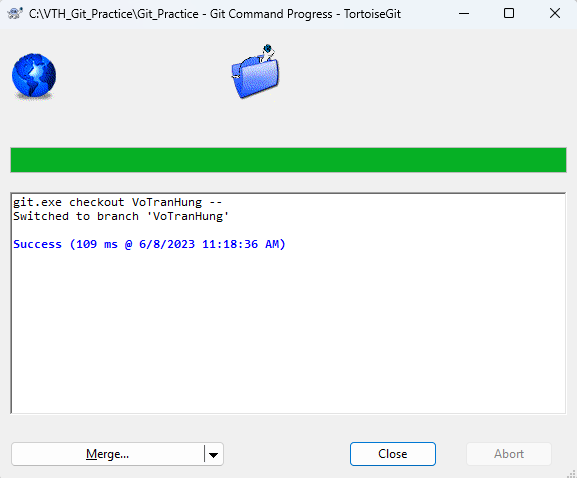 C:\VTH_Git_Practice\Git_Practice - Git Command Progress - TortoiseGit
git.exe checkout VoTranHung --
Switched to branch 'VoTranHung'
Success (109 ms @ 6/8/2023 11:18:36 AM)
Merge...
Close
Abort